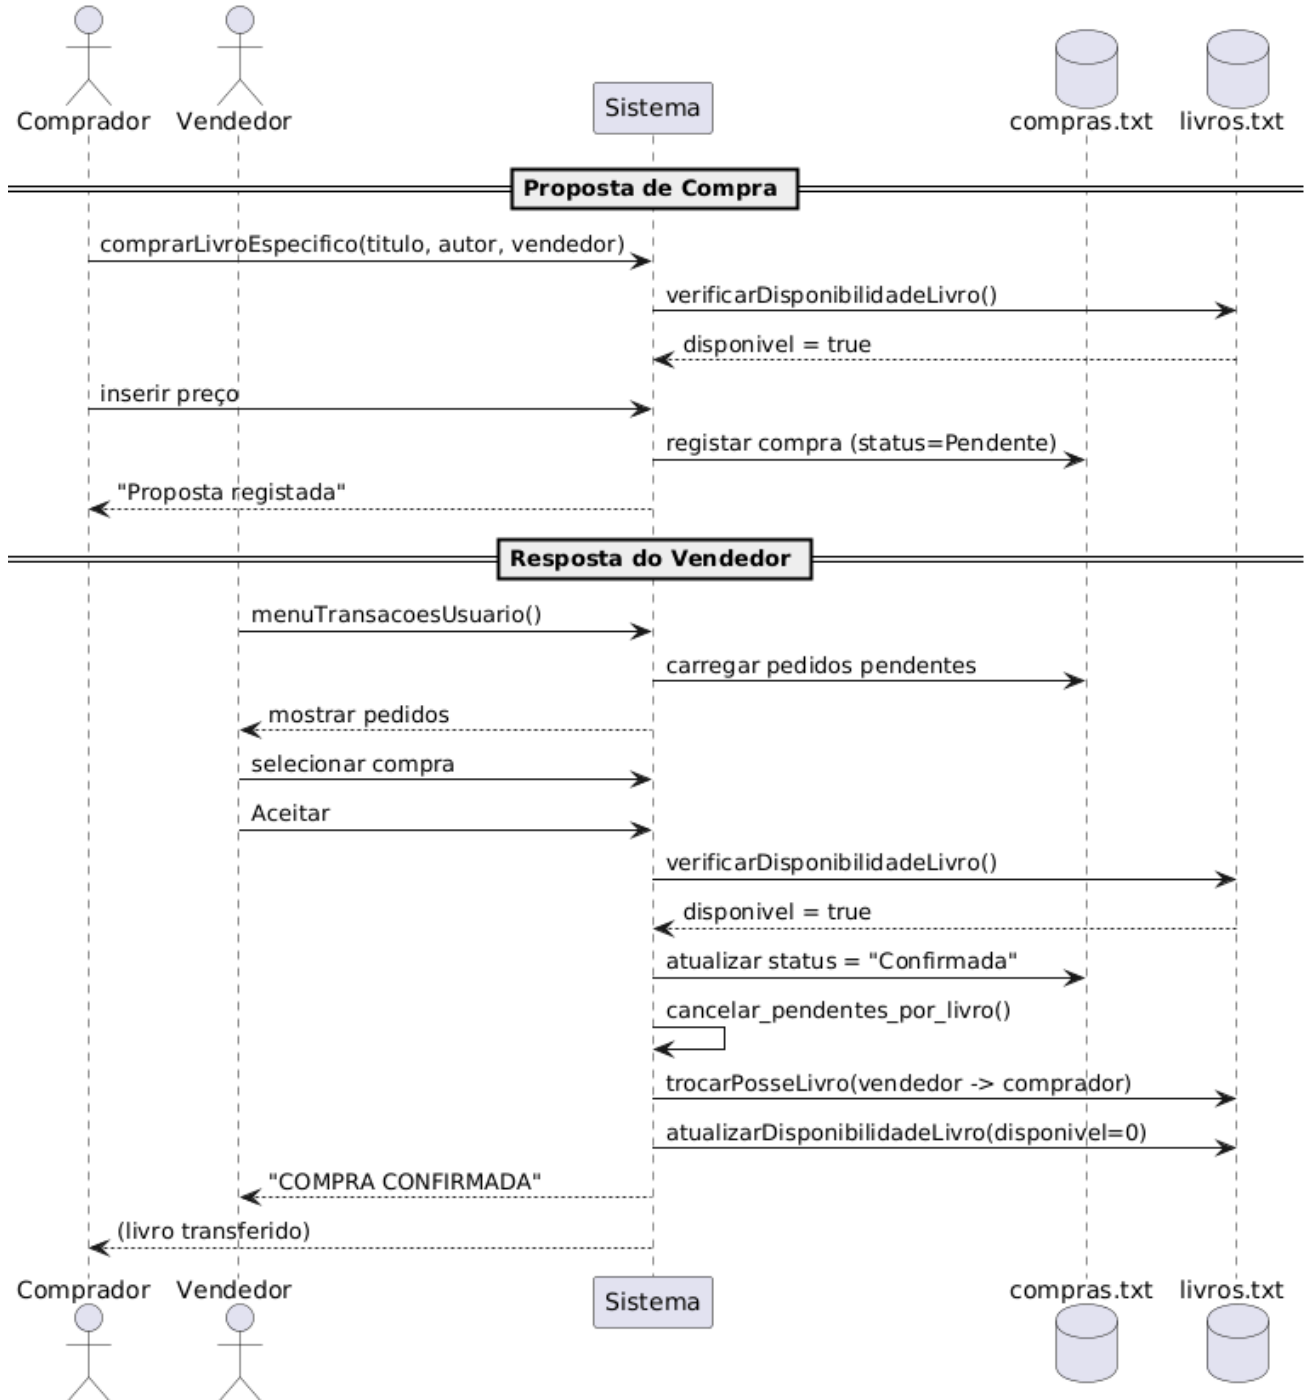 Comprador
Vendedor
Sistema
compras.txt
livros.txt
Proposta de Compra
comprarLivroEspecifico(titulo, autor, vendedor)
verificarDisponibilidadeLivro()
disponivel = true
inserir preço
registar compra (status=Pendente)
"Proposta registada"
Resposta do Vendedor
menuTransacoesUsuario()
carregar pedidos pendentes
mostrar pedidos
selecionar compra
Aceitar
verificarDisponibilidadeLivro()
disponivel = true
atualizar status = "Confirmada"
cancelar_pendentes_por_livro()
trocarPosseLivro(vendedor -> comprador)
atualizarDisponibilidadeLivro(disponivel=0)
"COMPRA CONFIRMADA"
(livro transferido)
Comprador
Vendedor
Sistema
compras.txt
livros.txt